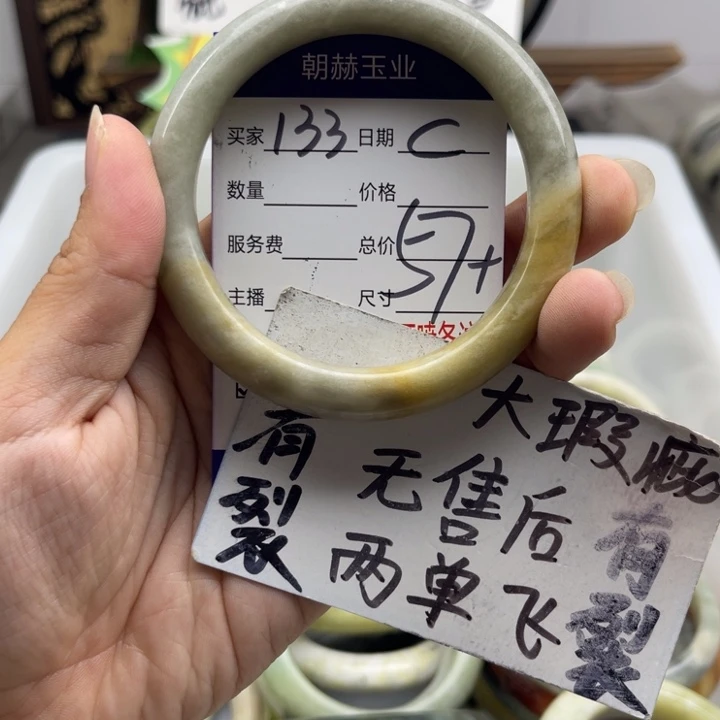 朝赫玉业
买家 133 日期 C
数量 价格
服务费 总价
主播 尺寸 57+
大瑕疵
有裂 无售后 有裂
两单飞